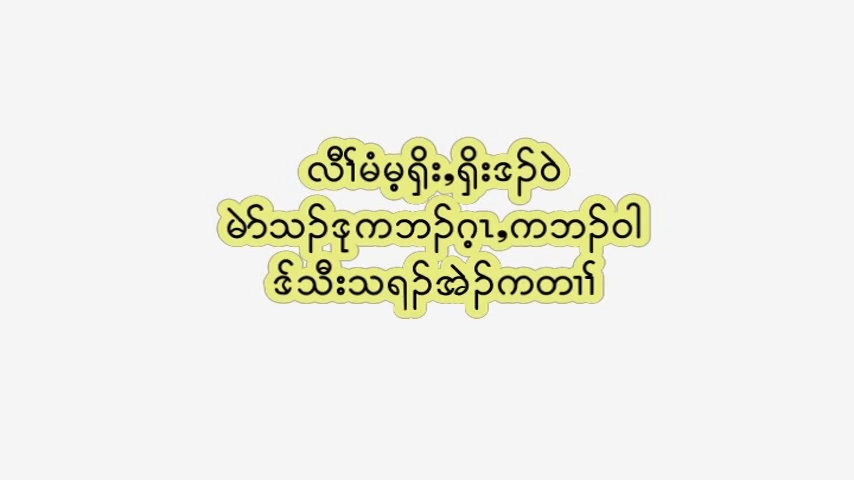 လီၢ်မံမ့ရှိး,ရှိးဧၣ်ဝဲ
မဲာ်သၣ်ဒုကဘၣ်ဂ့ၤ,ကဘၣ်ဝါ
ဒ်သီးသရၣ်အဲၣ်ကတၢၢ်